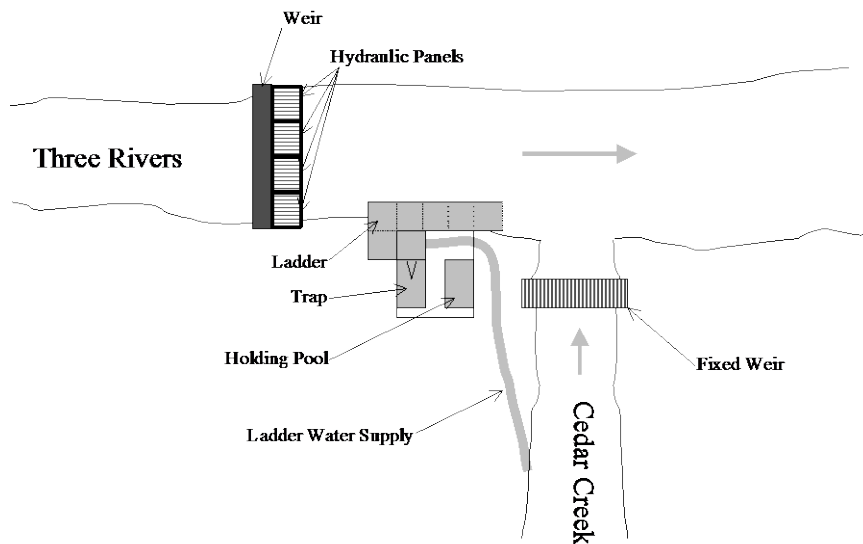 Weir
Hydraulic Panels
Three Rivers
Ladder
Trap
Holding Pool
Fixed Weir
Ladder Water Supply
Cedar Creek